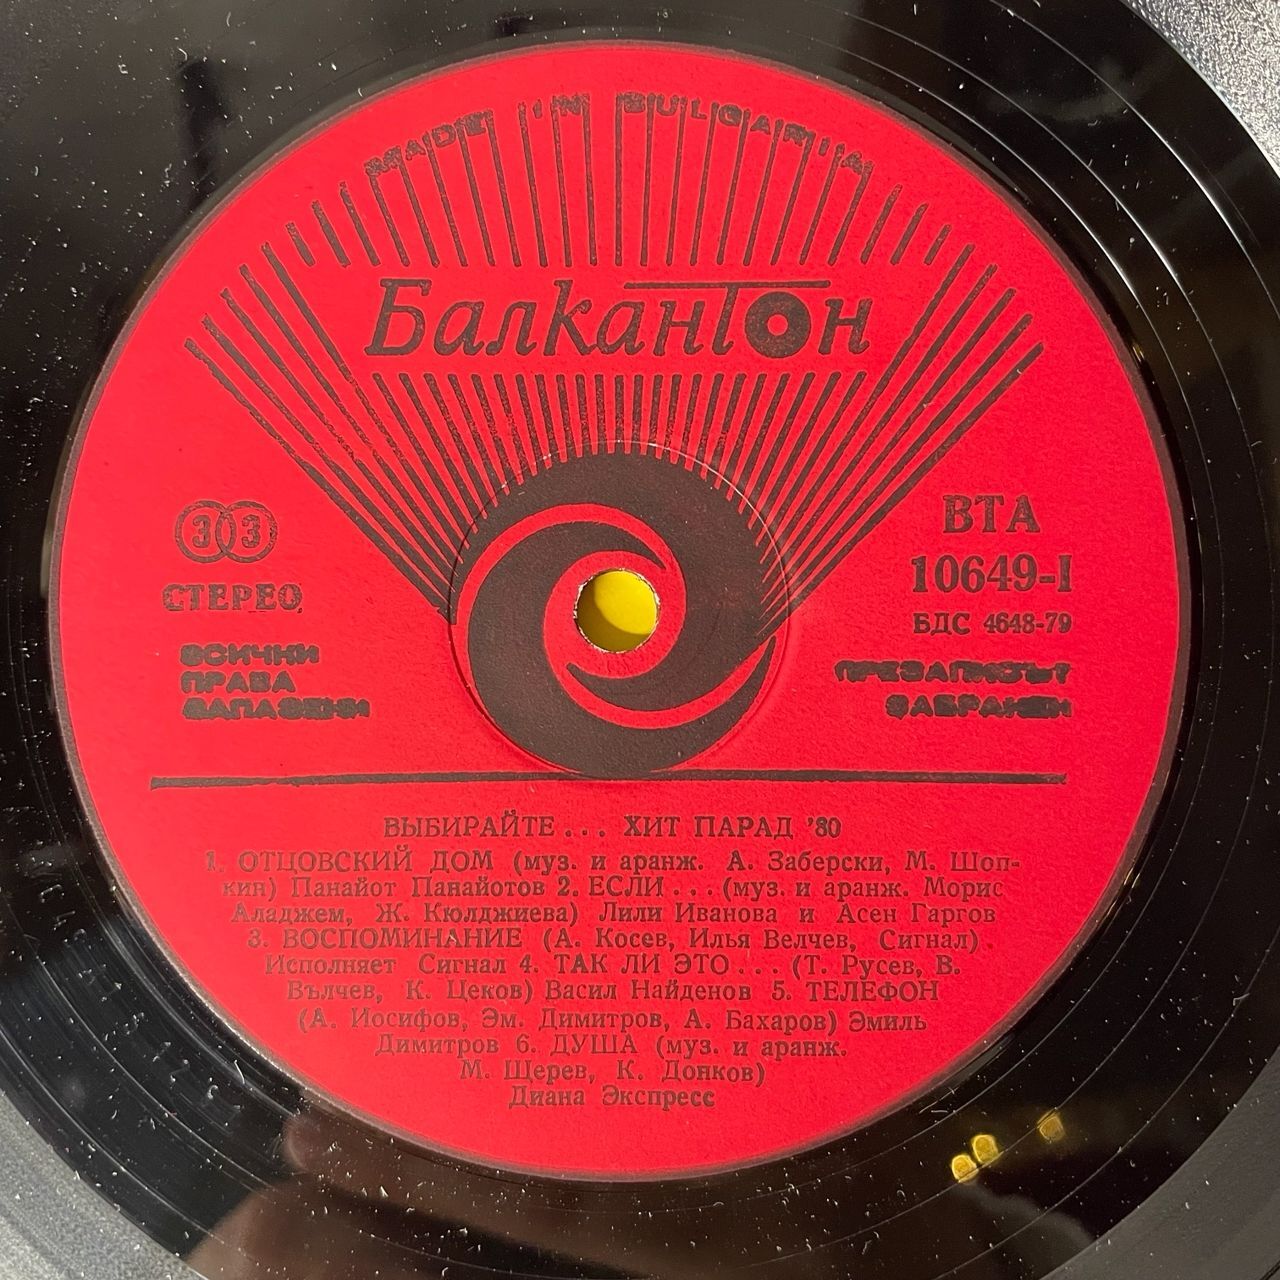 MADE IN BULGARIA
Балкантон
33
СТЕРЕО
ВСИЧКИ
ПРАВА
ЗАПАЗЕНИ
ВТА
10649-I
БДС 4648-79
ПРЕЗАПИСЪТ
ЗАБРАНЕН
ВЫБИРАЙТЕ... ХИТ ПАРАД '80
1. ОТЦОВСКИЙ ДОМ (муз. и аранж. А. Заберски, М. Шоп-
кин) Панайот Панайотов 2. ЕСЛИ... (муз. и аранж. Морис
Аладжем, Ж. Кюлджиева) Лили Иванова и Асен Гаргов
3. ВОСПОМИНАНИЕ (А. Косев, Илья Велчев, Сигнал)
Исполняет Сигнал 4. ТАК ЛИ ЭТО... (Т. Русев, В.
Вълчев, К. Цеков) Васил Найденов 5. ТЕЛЕФОН
(А. Иосифов, Эм. Димитров, А. Бахаров) Эмиль
Димитров 6. ДУША (муз. и аранж.
М. Щерев, К. Донков)
Диана Экспресс